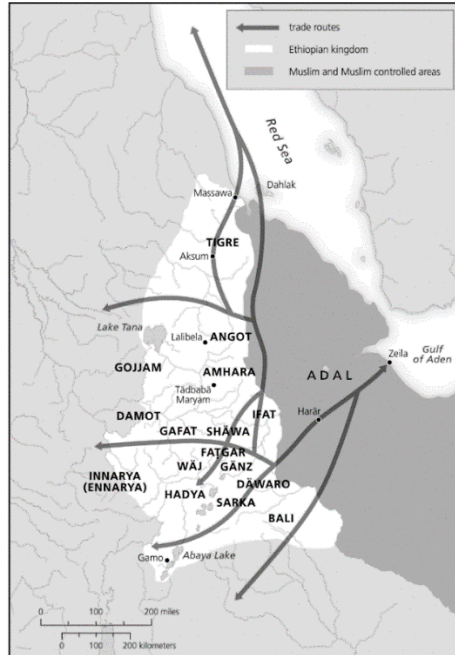 trade routes
Ethiopian kingdom
Muslim and Muslim controlled areas
Red Sea
Massawa
Dahlak
TIGRE
Aksum
Lake Tana
Lalibela
ANGOT
Zeila
Gulf of Aden
GOJJAM
AMHARA
ADAL
Tädbabä
Maryam
DAMOT
IFAT
Harär
GAFAT
SHÄWA
FATGAR
WÄJ
GÄNZ
INNARYA
(ENNARYA)
HADYA
DÄWARO
SARKA
BALI
Gamo
Abaya Lake
0 100 200 miles
0 100
200 kilometers